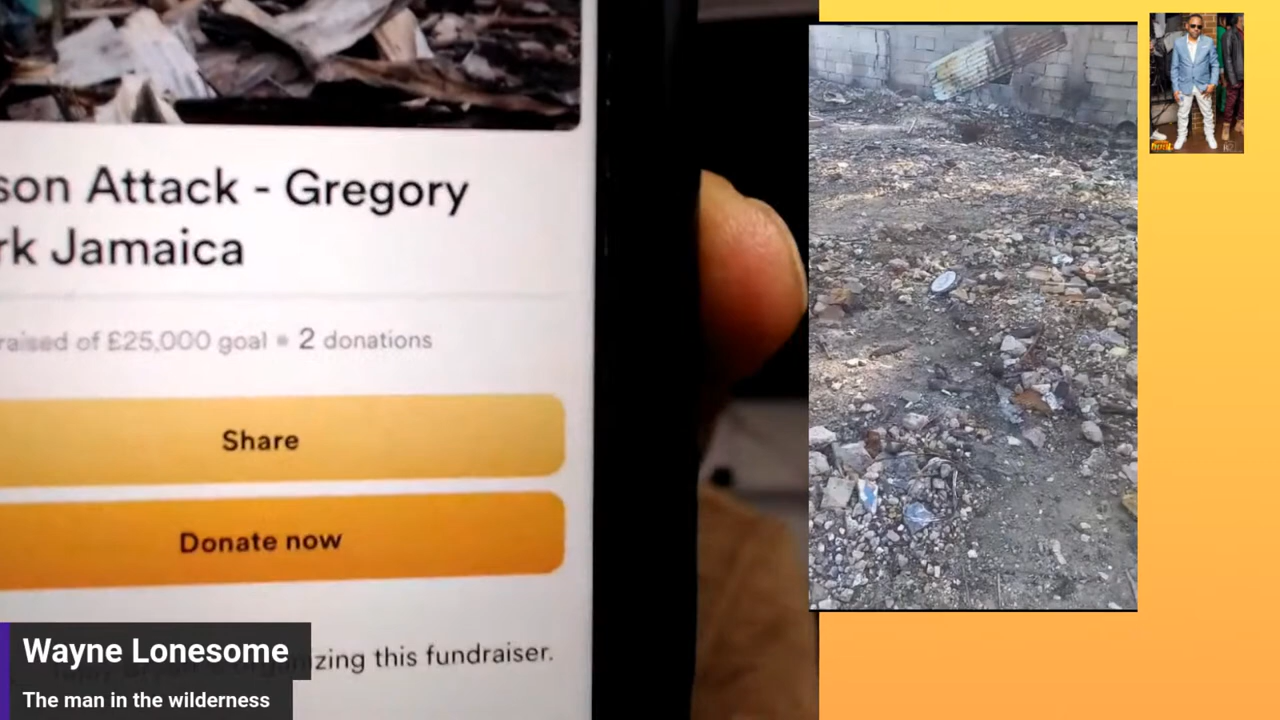 son Attack - Gregory
rk Jamaica
raised of £25,000 goal • 2 donations
Share
Donate now
zing this fundraiser.
Wayne Lonesome
The man in the wilderness